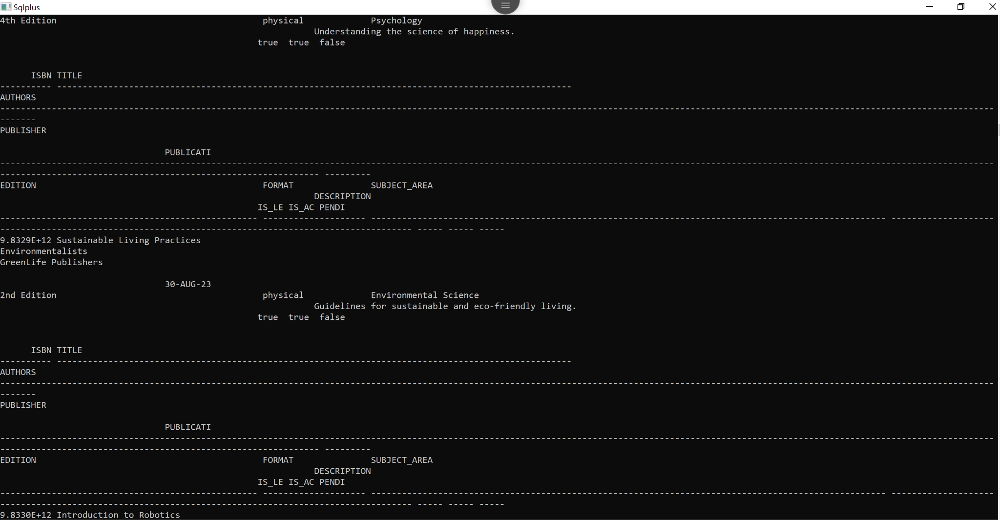 Sqlplus
4th Edition physical Psychology
Understanding the science of happiness.
true true false
ISBN TITLE
---------- ----------------------------------------------------------------------------------------------------
AUTHORS
-------------------------------------------------------------------------------------------------------------------------------------------------------------------------------------------------
-------
PUBLISHER
PUBLICATI
-------------------------------------------------------------------------------------------------------------------------------------------------------------------------------------------------
-------------------------------------------------------------- ---------
EDITION FORMAT SUBJECT_AREA
DESCRIPTION
IS_LE IS_AC PENDI
-------------------------------------------------- -------------------- ---------------------------------------------------------------------------------------------------- --------------------
-------------------------------------------------------------------------------- ----- ----- -----
9.8329E+12 Sustainable Living Practices
Environmentalists
GreenLife Publishers
30-AUG-23
2nd Edition physical Environmental Science
Guidelines for sustainable and eco-friendly living.
true true false
ISBN TITLE
---------- ----------------------------------------------------------------------------------------------------
AUTHORS
-------------------------------------------------------------------------------------------------------------------------------------------------------------------------------------------------
-------
PUBLISHER
PUBLICATI
-------------------------------------------------------------------------------------------------------------------------------------------------------------------------------------------------
-------------------------------------------------------------- ---------
EDITION FORMAT SUBJECT_AREA
DESCRIPTION
IS_LE IS_AC PENDI
-------------------------------------------------- -------------------- ---------------------------------------------------------------------------------------------------- --------------------
-------------------------------------------------------------------------------- ----- ----- -----
9.8330E+12 Introduction to Robotics